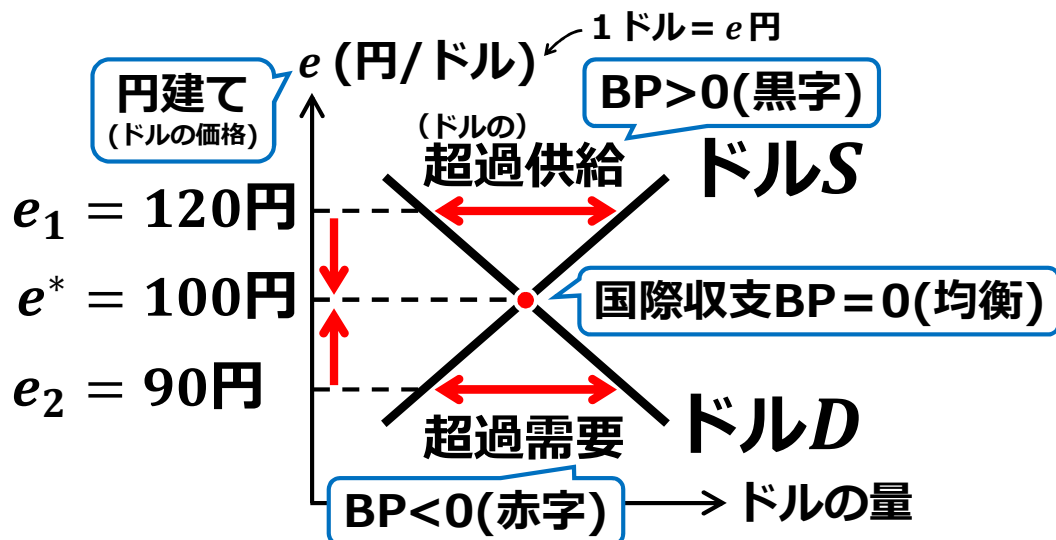 1ドル＝e円
e (円/ドル)
円建て
(ドルの価格)
BP>0(黒字)
（ドルの）
超過供給
ドルS
e₁ = 120円
e* = 100円
国際収支BP＝0(均衡)
e₂ = 90円
超過需要
ドルD
BP<0(赤字)
ドルの量